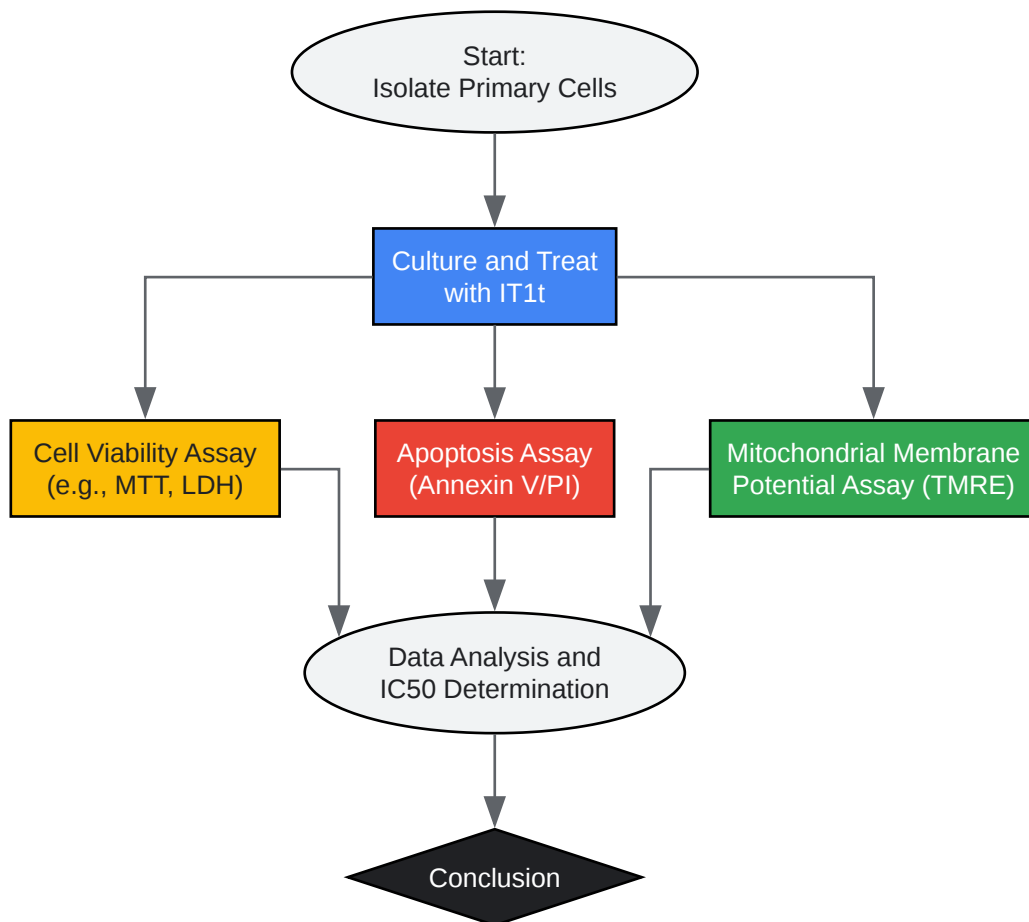 Start:
Isolate Primary Cells
Culture and Treat
with IT1t
Cell Viability Assay
(e.g., MTT, LDH)
Apoptosis Assay
(Annexin V/PI)
Mitochondrial Membrane
Potential Assay (TMRE)
Data Analysis and
IC50 Determination
Conclusion